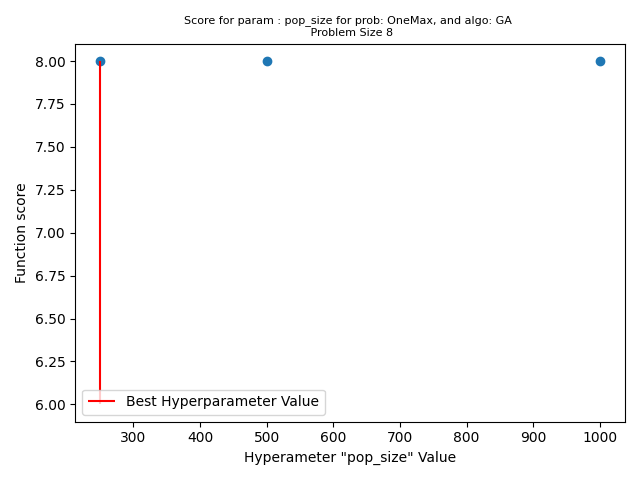 Score for param : pop_size for prob: OneMax, and algo: GA
Problem Size 8
8.00
7.75
7.50
7.25
7.00
6.75
6.50
6.25
6.00
Function score
Best Hyperparameter Value
300 400 500 600 700 800 900 1000
Hyperameter "pop_size" Value